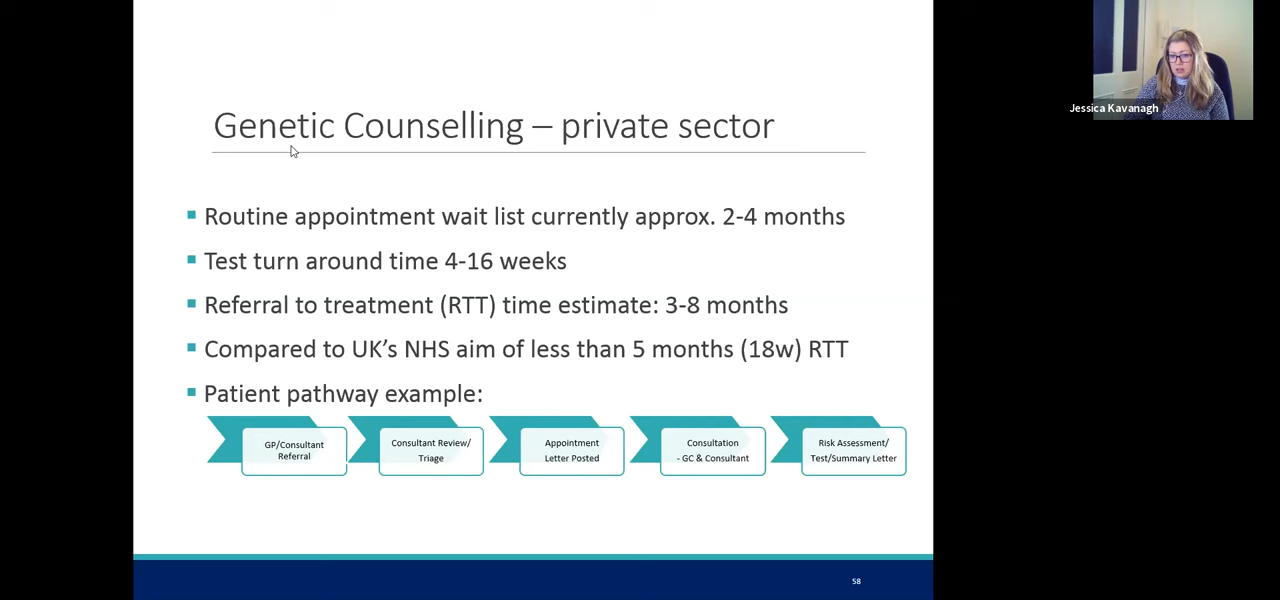 Genetic Counselling – private sector
Jessica Kavanagh
Routine appointment wait list currently approx. 2-4 months
Test turn around time 4-16 weeks
Referral to treatment (RTT) time estimate: 3-8 months
Compared to UK's NHS aim of less than 5 months (18w) RTT
Patient pathway example:
GP/Consultant
Referral
Consultant Review/
Triage
Appointment
Letter Posted
Consultation
- GC & Consultant
Risk Assessment/
Test/Summary Letter
58